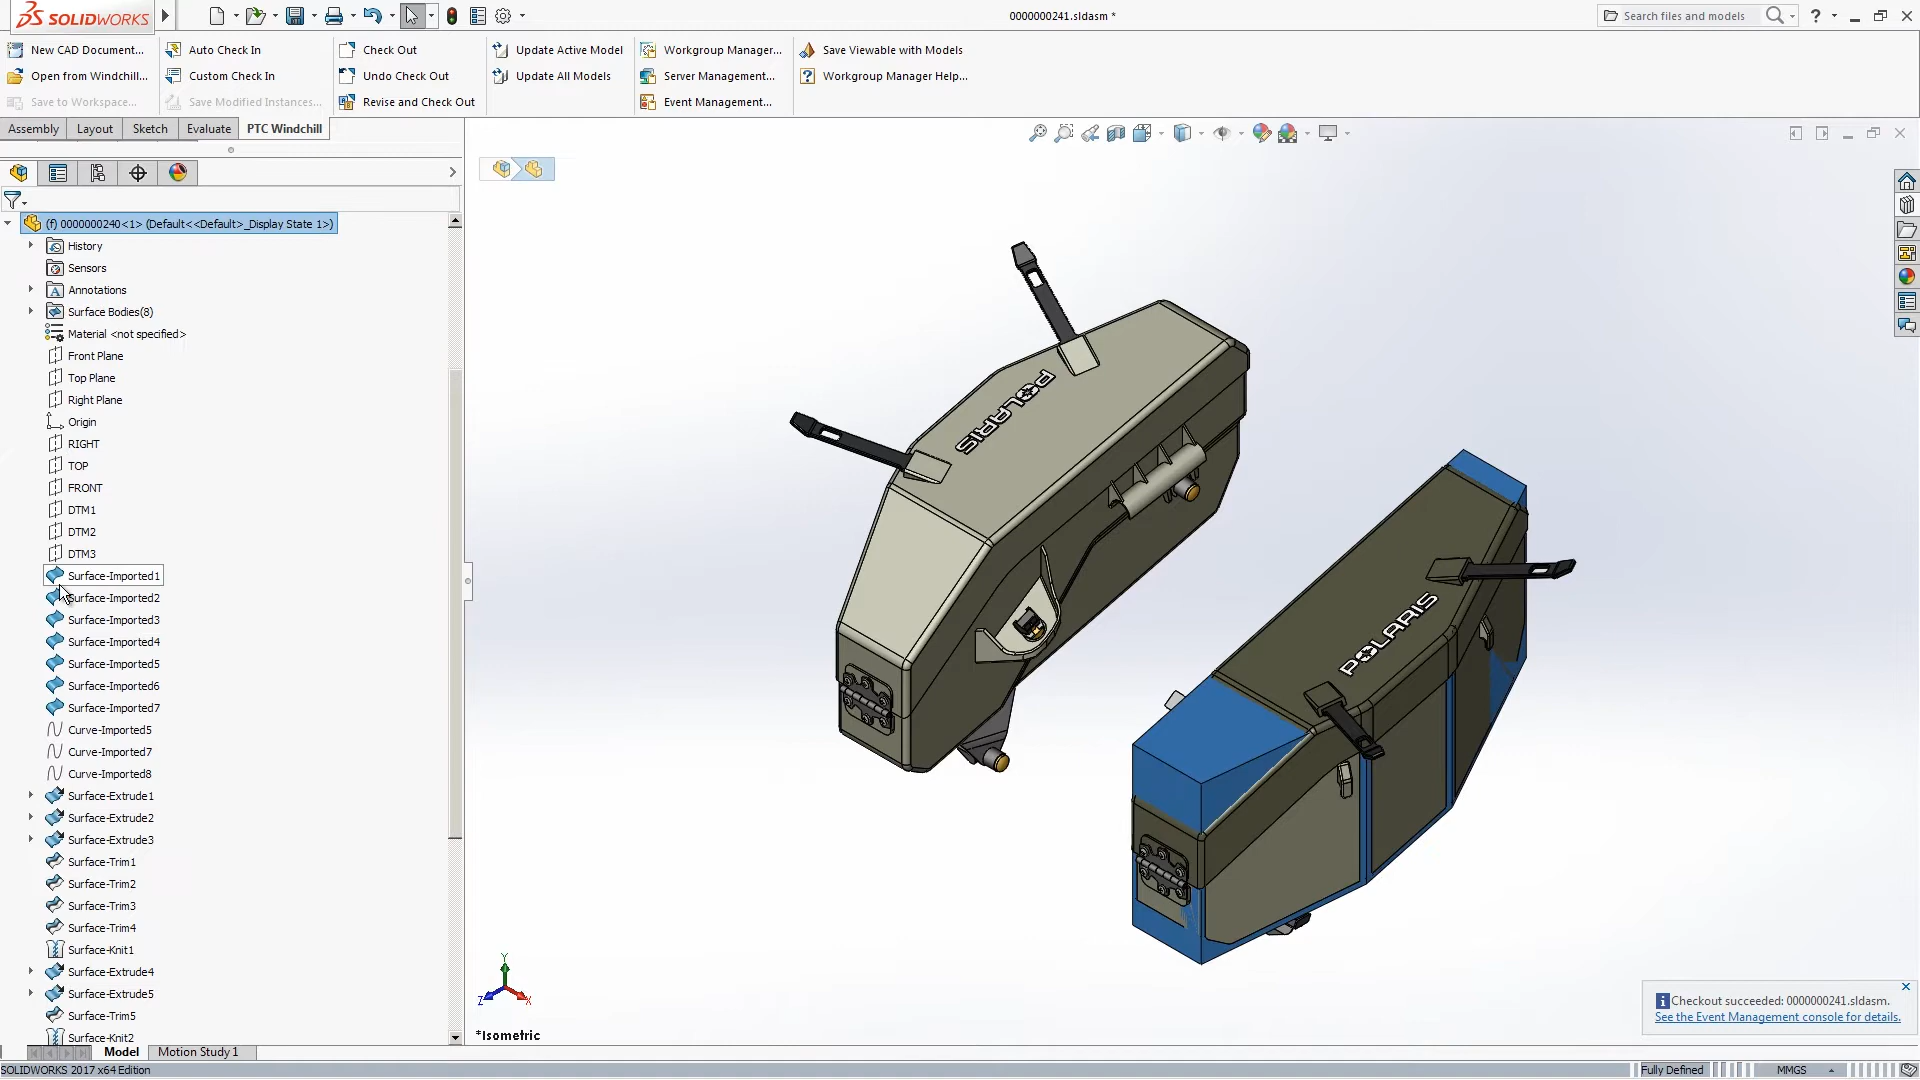 SOLIDWORKS
0000000241.sldasm *
Search files and models
?
New CAD Document...
Auto Check In
Check Out
Update Active Model
Workgroup Manager...
Save Viewable with Models
Open from Windchill...
Custom Check In
Undo Check Out
Update All Models
Server Management...
Workgroup Manager Help...
Save to Workspace...
Save Modified Instances...
Revise and Check Out
Event Management...
Assembly
Layout
Sketch
Evaluate
PTC Windchill
(f) 0000000240<1> (Default<<Default>_Display State 1>)
History
Sensors
Annotations
Surface Bodies(8)
Material <not specified>
Front Plane
Top Plane
Right Plane
Origin
RIGHT
TOP
FRONT
DTM1
DTM2
DTM3
Surface-Imported1
Surface-Imported2
Surface-Imported3
Surface-Imported4
Surface-Imported5
Surface-Imported6
Surface-Imported7
Curve-Imported5
Curve-Imported7
Curve-Imported8
Surface-Extrude1
Surface-Extrude2
Surface-Extrude3
Surface-Trim1
Surface-Trim2
Surface-Trim3
Surface-Trim4
Surface-Knit1
Surface-Extrude4
Surface-Extrude5
Surface-Trim5
Surface-Knit2
POLARIS
POLARIS
Y
Z
X
*Isometric
Checkout succeeded: 0000000241.sldasm.
See the Event Management console for details.
Model
Motion Study 1
SOLIDWORKS 2017 x64 Edition
Fully Defined
MMGS